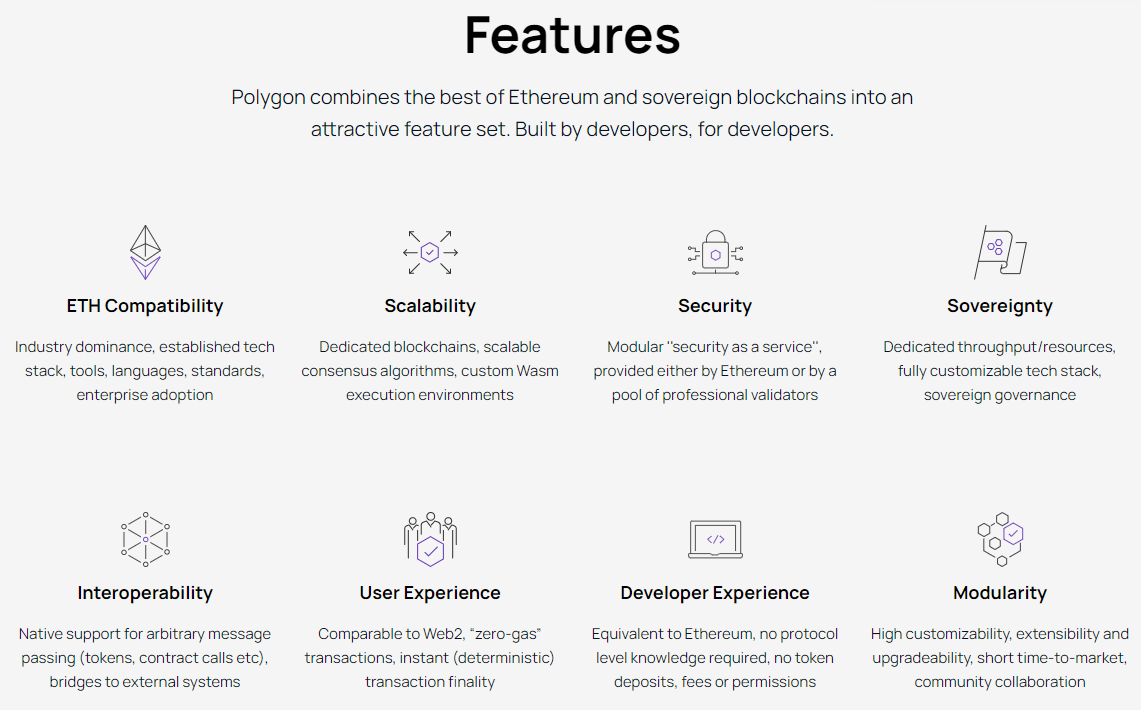 Features
Polygon combines the best of Ethereum and sovereign blockchains into an
attractive feature set. Built by developers, for developers.
ETH Compatibility
Industry dominance, established tech
stack, tools, languages, standards,
enterprise adoption
Scalability
Dedicated blockchains, scalable
consensus algorithms, custom Wasm
execution environments
Security
Modular "security as a service",
provided either by Ethereum or by a
pool of professional validators
Sovereignty
Dedicated throughput/resources,
fully customizable tech stack,
sovereign governance
Interoperability
Native support for arbitrary message
passing (tokens, contract calls etc),
bridges to external systems
User Experience
Comparable to Web2, “zero-gas”
transactions, instant (deterministic)
transaction finality
Developer Experience
Equivalent to Ethereum, no protocol
level knowledge required, no token
deposits, fees or permissions
Modularity
High customizability, extensibility and
upgradeability, short time-to-market,
community collaboration